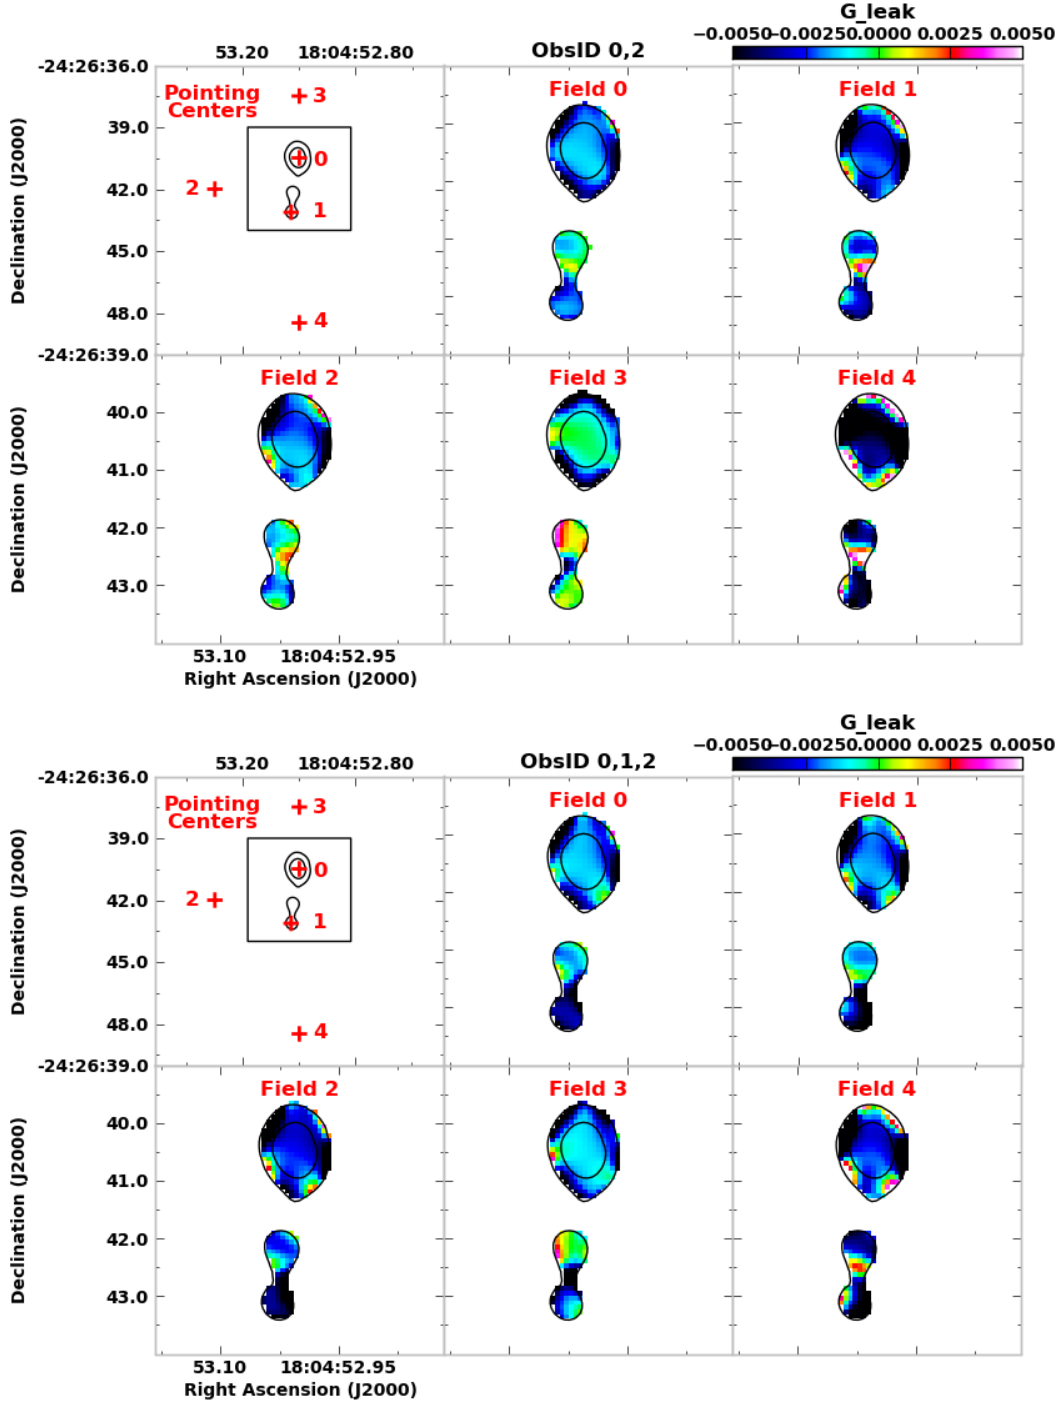 G_leak
53.20 18:04:52.80 ObsID 0,2 −0.0050−0.00250.0000 0.0025 0.0050
-24:26:36.0
Pointing Centers
3
Field 0 Field 1
39.0
0
42.0
2
1
45.0
48.0
4
Declination (J2000)
-24:26:39.0
Field 2 Field 3 Field 4
40.0
41.0
42.0
43.0
Declination (J2000)
53.10 18:04:52.95
Right Ascension (J2000)
G_leak
53.20 18:04:52.80 ObsID 0,1,2 −0.0050−0.00250.0000 0.0025 0.0050
-24:26:36.0
Pointing Centers
3
Field 0 Field 1
39.0
0
42.0
2
1
45.0
48.0
4
Declination (J2000)
-24:26:39.0
Field 2 Field 3 Field 4
40.0
41.0
42.0
43.0
Declination (J2000)
53.10 18:04:52.95
Right Ascension (J2000)